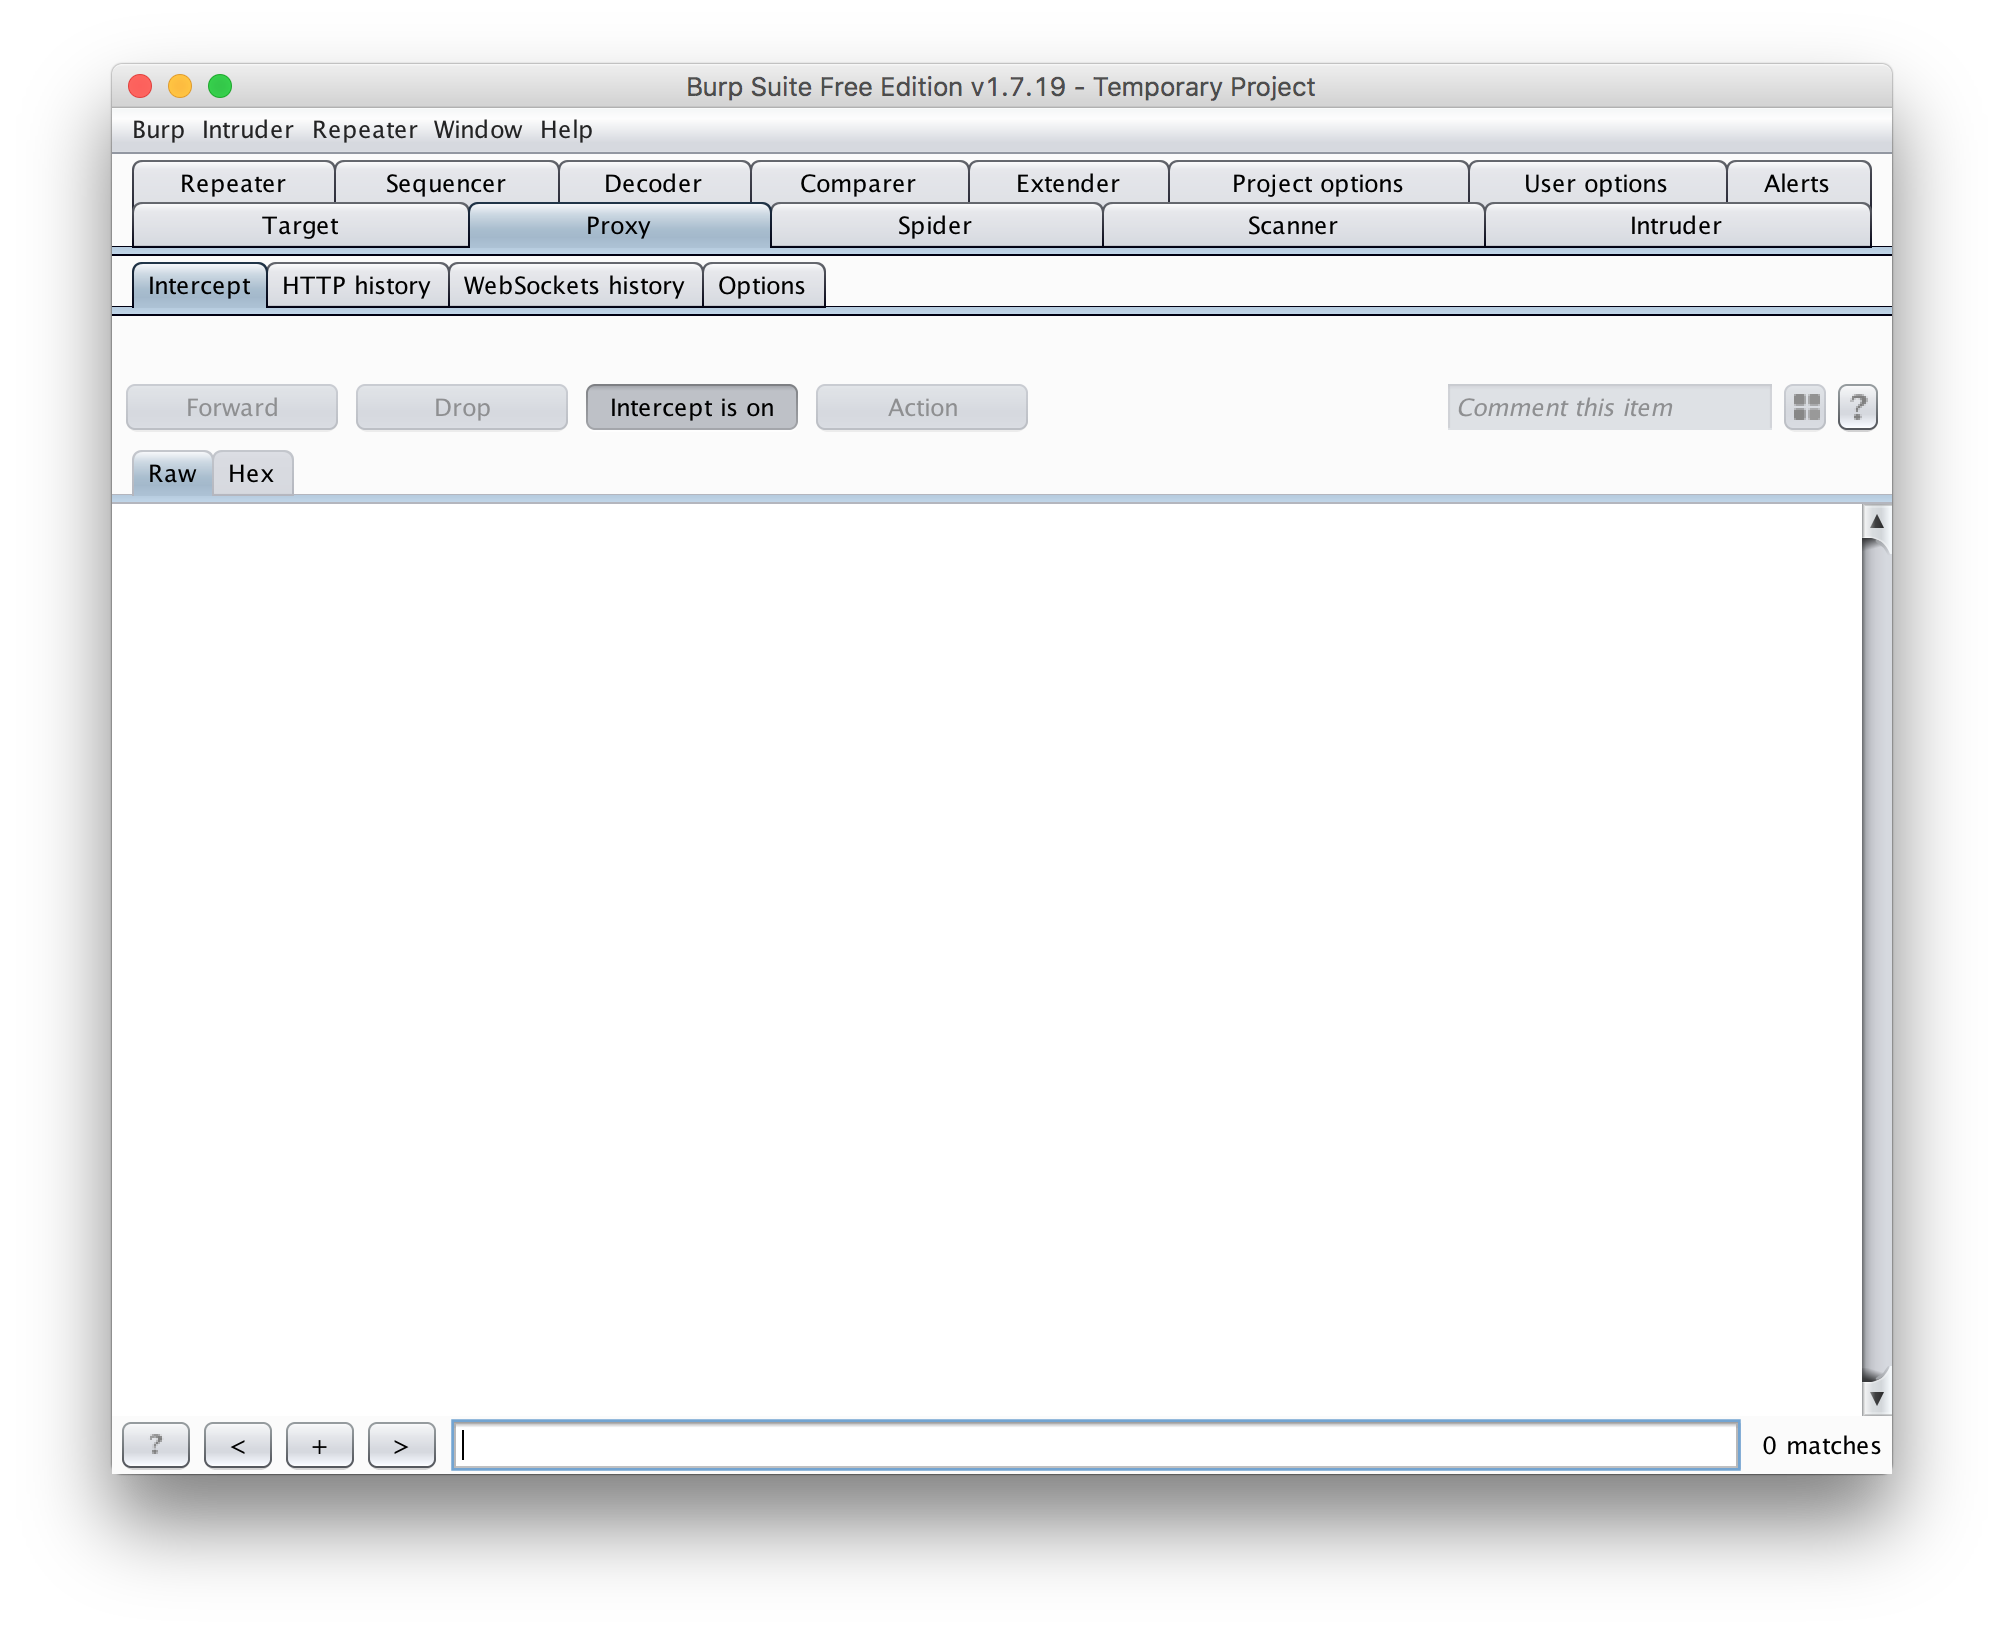 Burp Suite Free Edition v1.7.19 - Temporary Project
Burp Intruder Repeater Window Help
Repeater Sequencer Decoder Comparer Extender Project options User options Alerts
Target Proxy Spider Scanner Intruder
Intercept HTTP history WebSockets history Options
Forward Drop Intercept is on Action Comment this item ?
Raw Hex
? < + > 0 matches